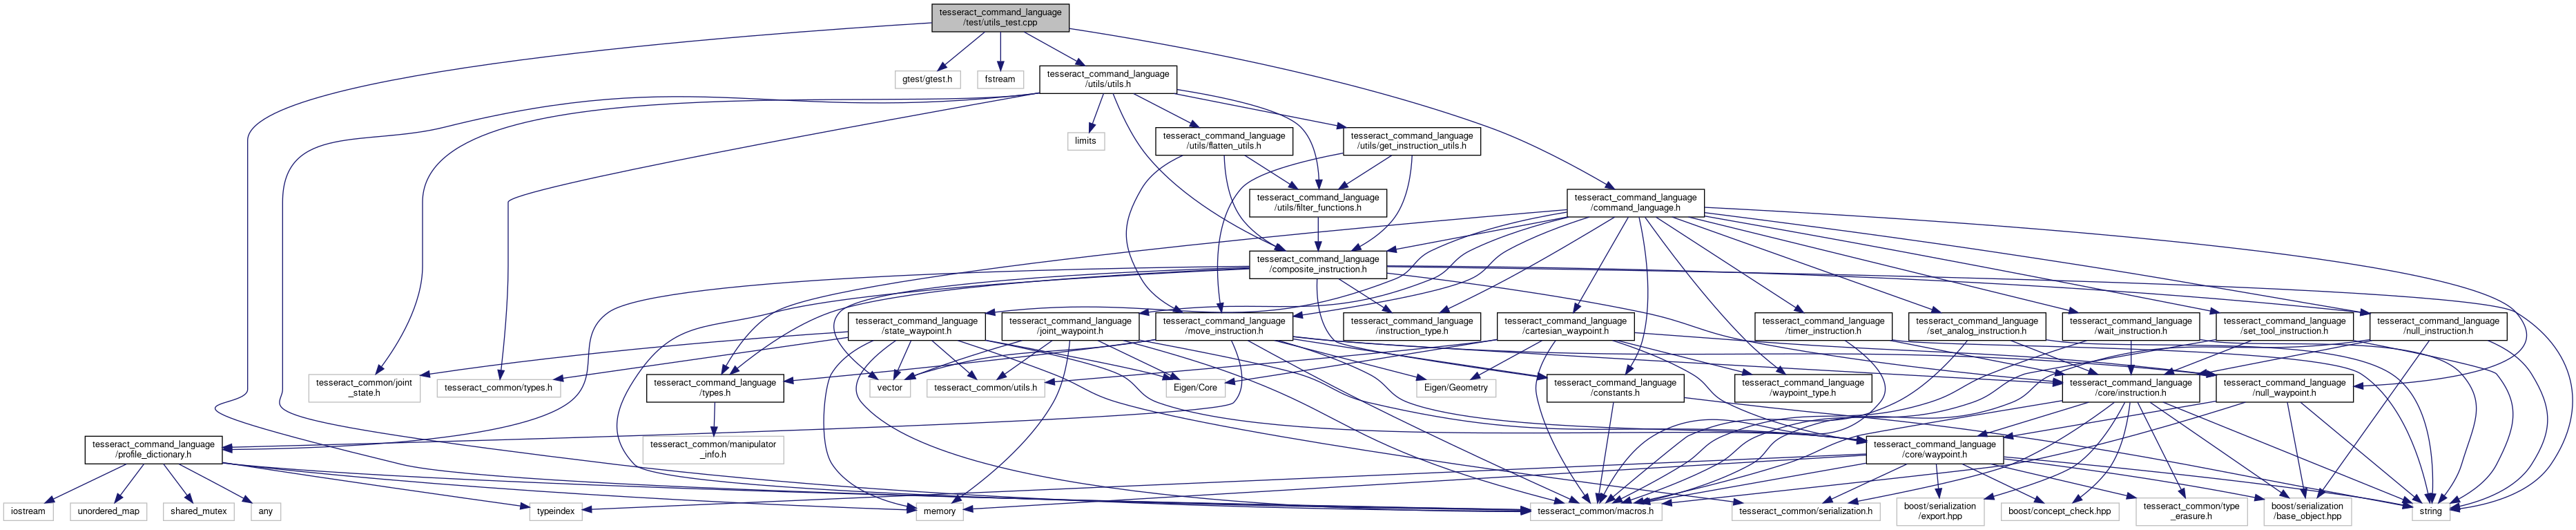 tesseract_command_language
/test/utils_test.cpp
gtest/gtest.h
fstream
tesseract_command_language
/utils/utils.h
limits
tesseract_command_language
/utils/flatten_utils.h
tesseract_command_language
/utils/get_instruction_utils.h
tesseract_command_language
/utils/filter_functions.h
tesseract_command_language
/command_language.h
tesseract_command_language
/composite_instruction.h
tesseract_command_language
/state_waypoint.h
tesseract_command_language
/joint_waypoint.h
tesseract_command_language
/move_instruction.h
tesseract_command_language
/instruction_type.h
tesseract_command_language
/cartesian_waypoint.h
tesseract_command_language
/timer_instruction.h
tesseract_command_language
/set_analog_instruction.h
tesseract_command_language
/wait_instruction.h
tesseract_command_language
/set_tool_instruction.h
tesseract_command_language
/null_instruction.h
tesseract_common/joint
_state.h
tesseract_common/types.h
tesseract_command_language
/types.h
vector
tesseract_common/utils.h
Eigen/Core
Eigen/Geometry
tesseract_command_language
/constants.h
tesseract_command_language
/waypoint_type.h
tesseract_command_language
/core/instruction.h
tesseract_command_language
/null_waypoint.h
tesseract_command_language
/profile_dictionary.h
tesseract_common/manipulator
_info.h
tesseract_command_language
/core/waypoint.h
iostream
unordered_map
shared_mutex
any
typeindex
memory
tesseract_common/macros.h
tesseract_common/serialization.h
boost/serialization
/export.hpp
boost/concept_check.hpp
tesseract_common/type
_erasure.h
boost/serialization
/base_object.hpp
string